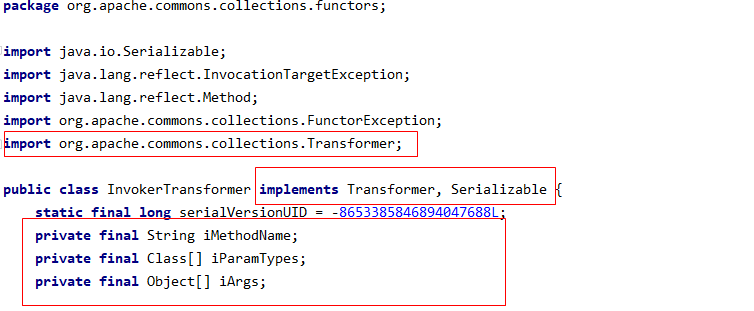 package org.apache.commons.collections.functors;
import java.io.Serializable;
import java.lang.reflect.InvocationTargetException;
import java.lang.reflect.Method;
import org.apache.commons.collections.FunctorException;
import org.apache.commons.collections.Transformer;
public class InvokerTransformer implements Transformer, Serializable {
static final long serialVersionUID = -8653385846894047688L;
private final String iMethodName;
private final Class[] iParamTypes;
private final Object[] iArgs;